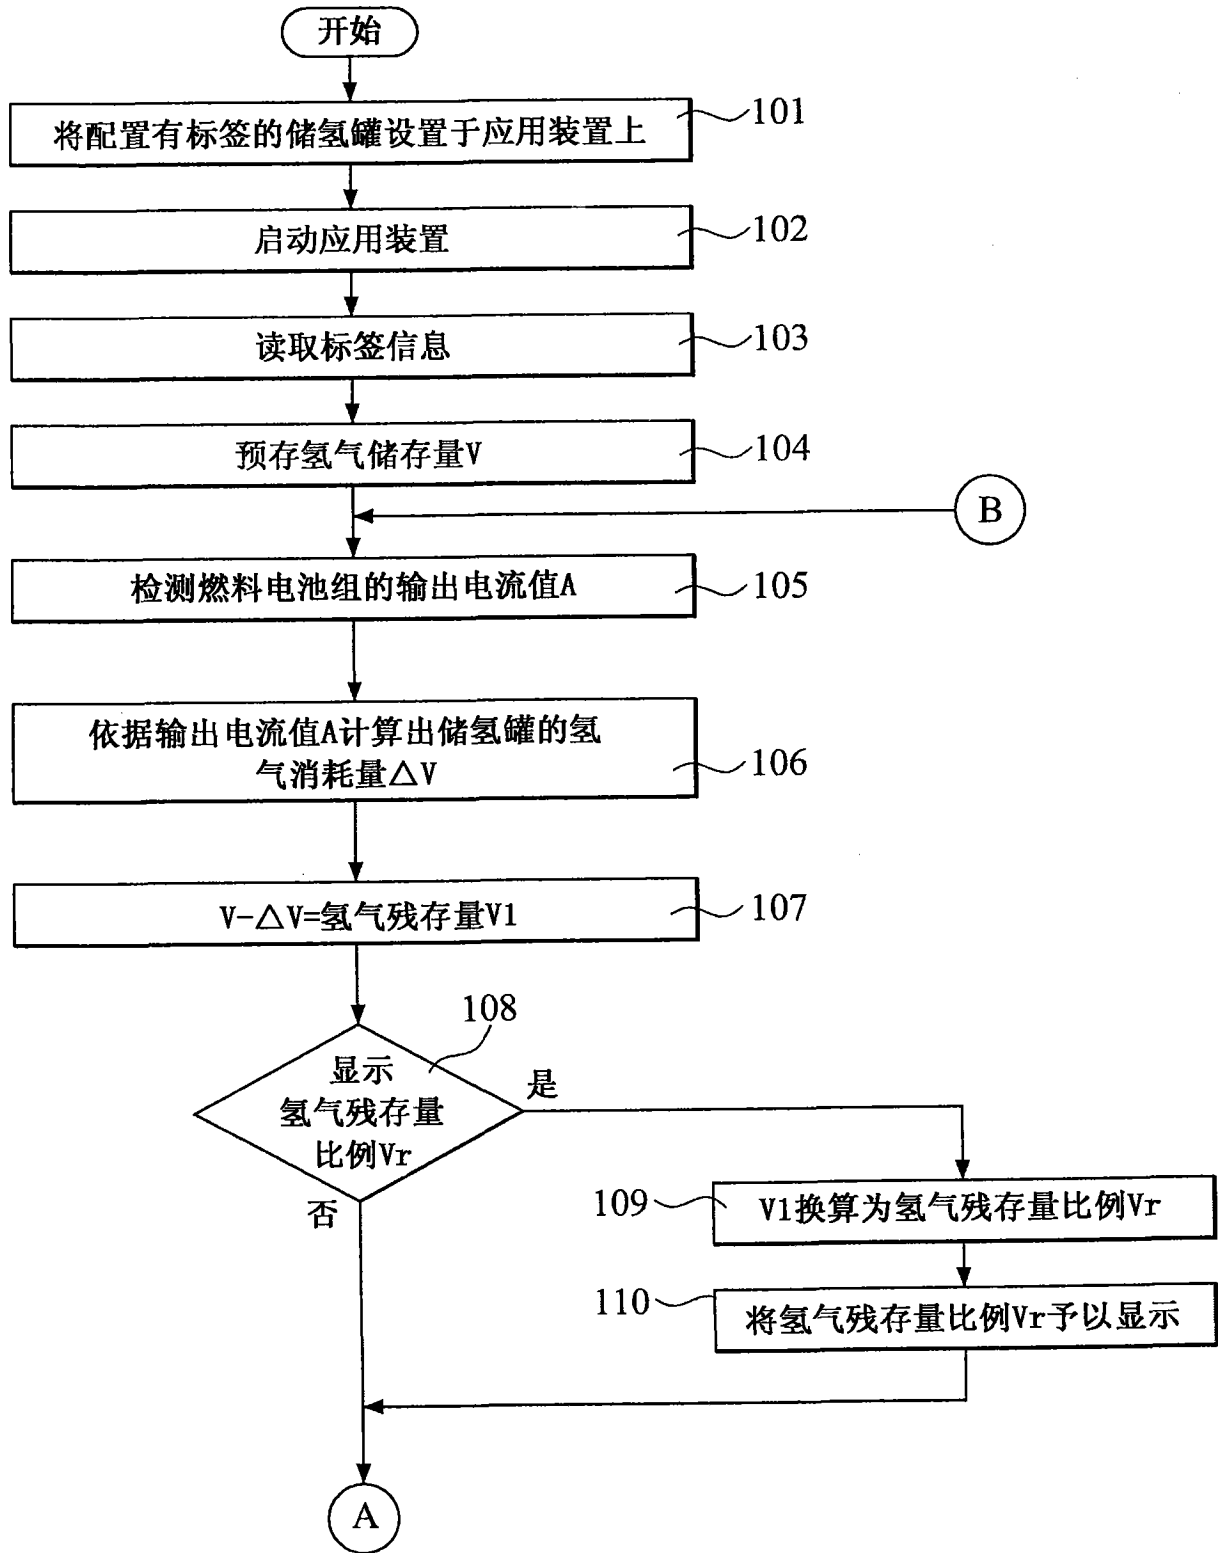 开始
将配置有标签的储氢罐设置于应用装置上
101
启动应用装置
102
读取标签信息
103
预存氢气储存量V
104
B
检测燃料电池组的输出电流值A
105
依据输出电流值A计算出储氢罐的氢
气消耗量△V
106
V-△V=氢气残存量V1
107
108
显示
氢气残存量
比例Vr
是
否
109
V1换算为氢气残存量比例Vr
110
将氢气残存量比例Vr予以显示
A